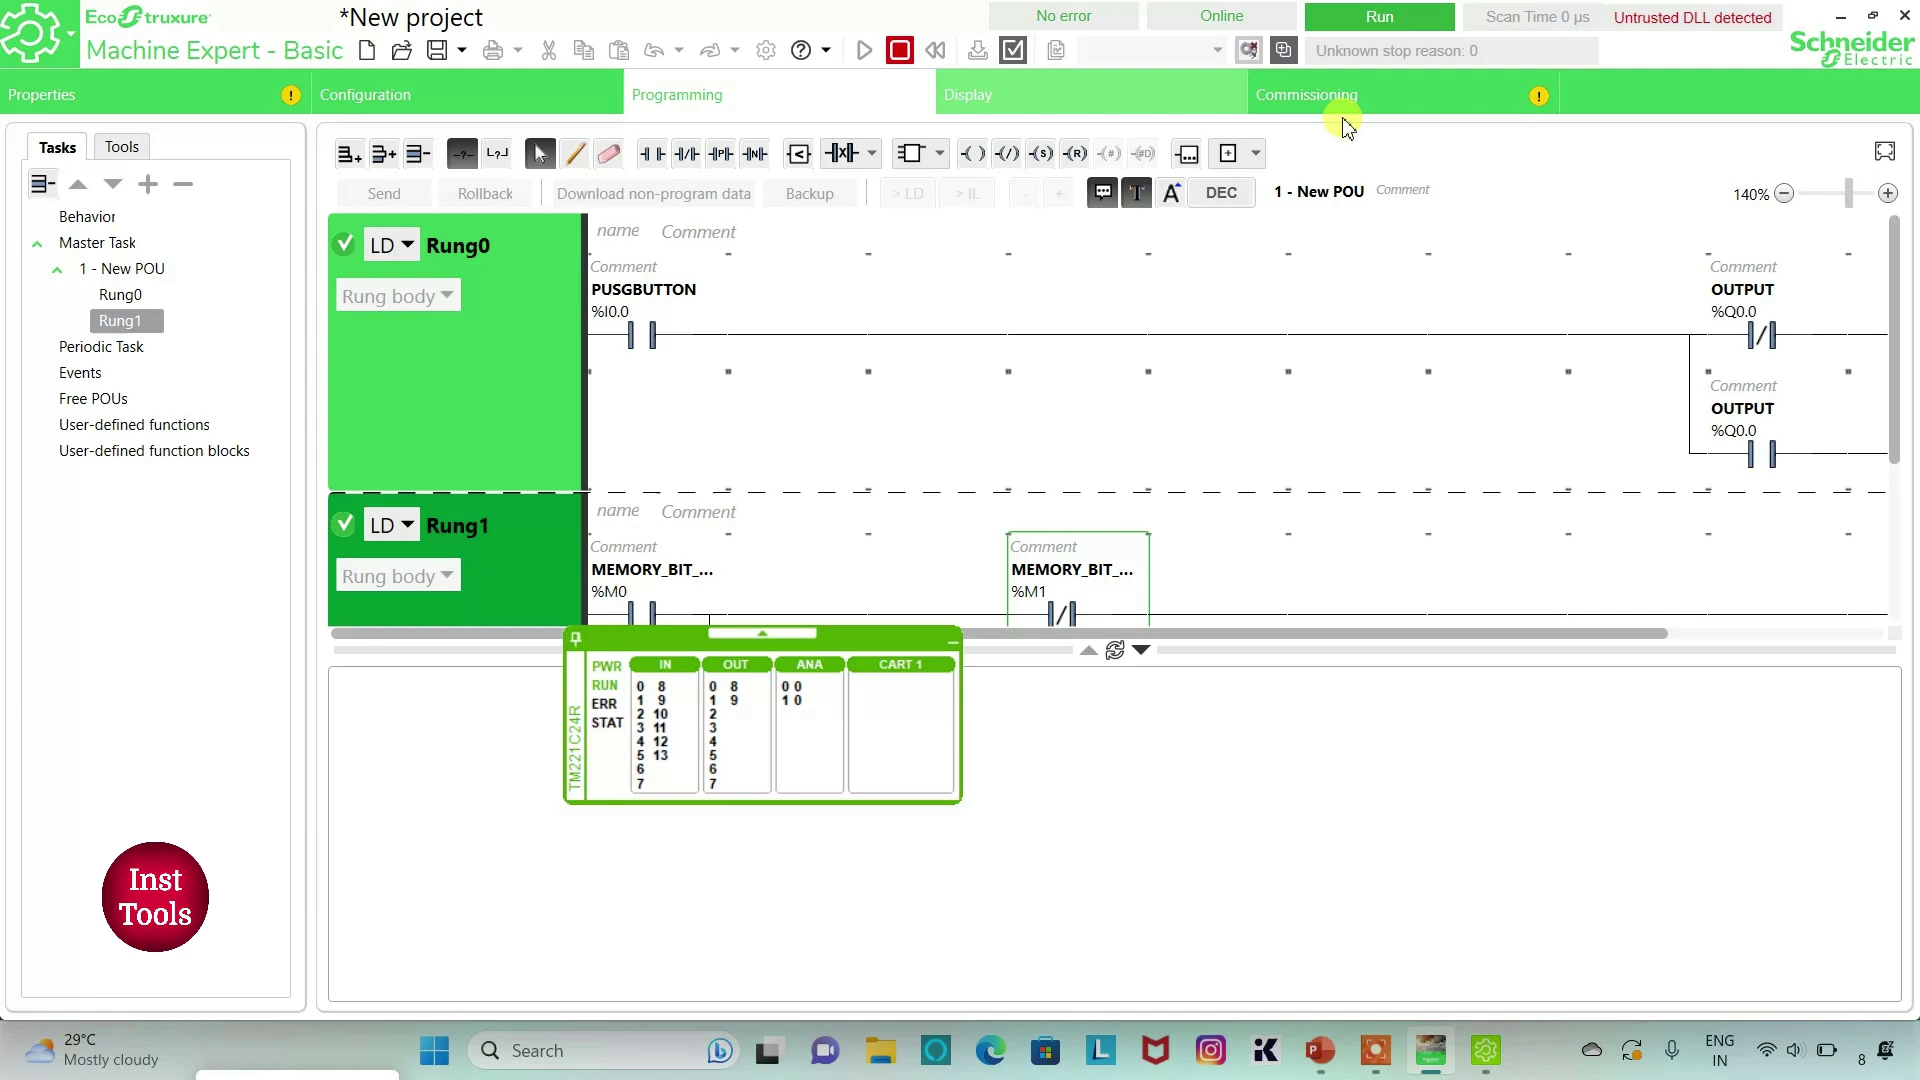 EcoStruxure
Machine Expert - Basic
*New project
No error
Online
Run
Scan Time 0 µs
Untrusted DLL detected
Unknown stop reason: 0
Schneider
Electric
Properties
Configuration
Programming
Display
Commissioning
Tasks
Tools
Behavior
Master Task
1 - New POU
Rung0
Rung1
Periodic Task
Events
Free POUs
User-defined functions
User-defined function blocks
Send
Rollback
Download non-program data
Backup
> LD
> IL
-
+
T
A
DEC
1 - New POU
Comment
140%
LD
Rung0
Rung body
name
Comment
Comment
PUSGBUTTON
%I0.0
Comment
OUTPUT
%Q0.0
Comment
OUTPUT
%Q0.0
LD
Rung1
Rung body
name
Comment
Comment
MEMORY_BIT_...
%M0
Comment
MEMORY_BIT_...
%M1
TM221C24R
PWR
RUN
ERR
STAT
IN
0 8
1 9
2 10
3 11
4 12
5 13
6
7
OUT
0 8
1 9
2
3
4
5
6
7
ANA
0 0
1 0
CART 1
Inst
Tools
29°C
Mostly cloudy
Search
ENG
IN
8